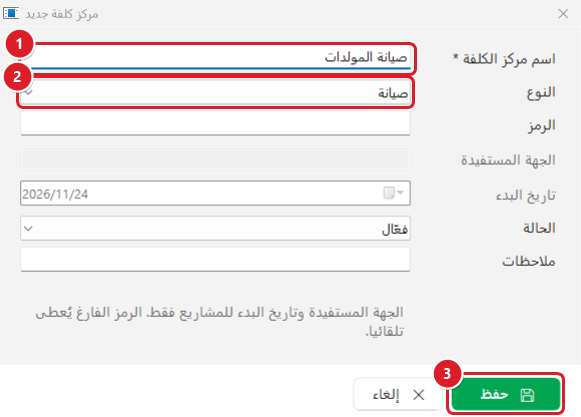 مركز كلفة جديد
1
اسم مركز الكلفة * صيانة المولدات
2
النوع صيانة
الرمز
الجهة المستفيدة
تاريخ البدء 2026/11/24
الحالة فعّال
ملاحظات
الجهة المستفيدة وتاريخ البدء للمشاريع فقط. الرمز الفارغ يُعطى
تلقائيا.
3
حفظ إلغاء